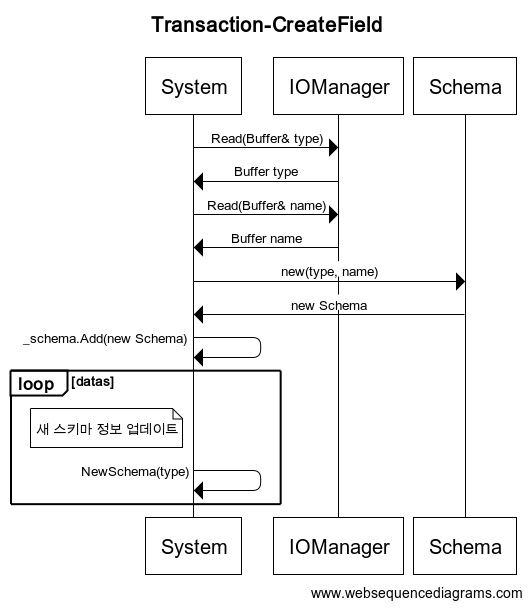 Transaction-CreateField
System
IOManager
Schema
Read(Buffer& type)
Buffer type
Read(Buffer& name)
Buffer name
new(type, name)
new Schema
_schema.Add(new Schema)
loop [datas]
새 스키마 정보 업데이트
NewSchema(type)
System
IOManager
Schema
www.websequencediagrams.com